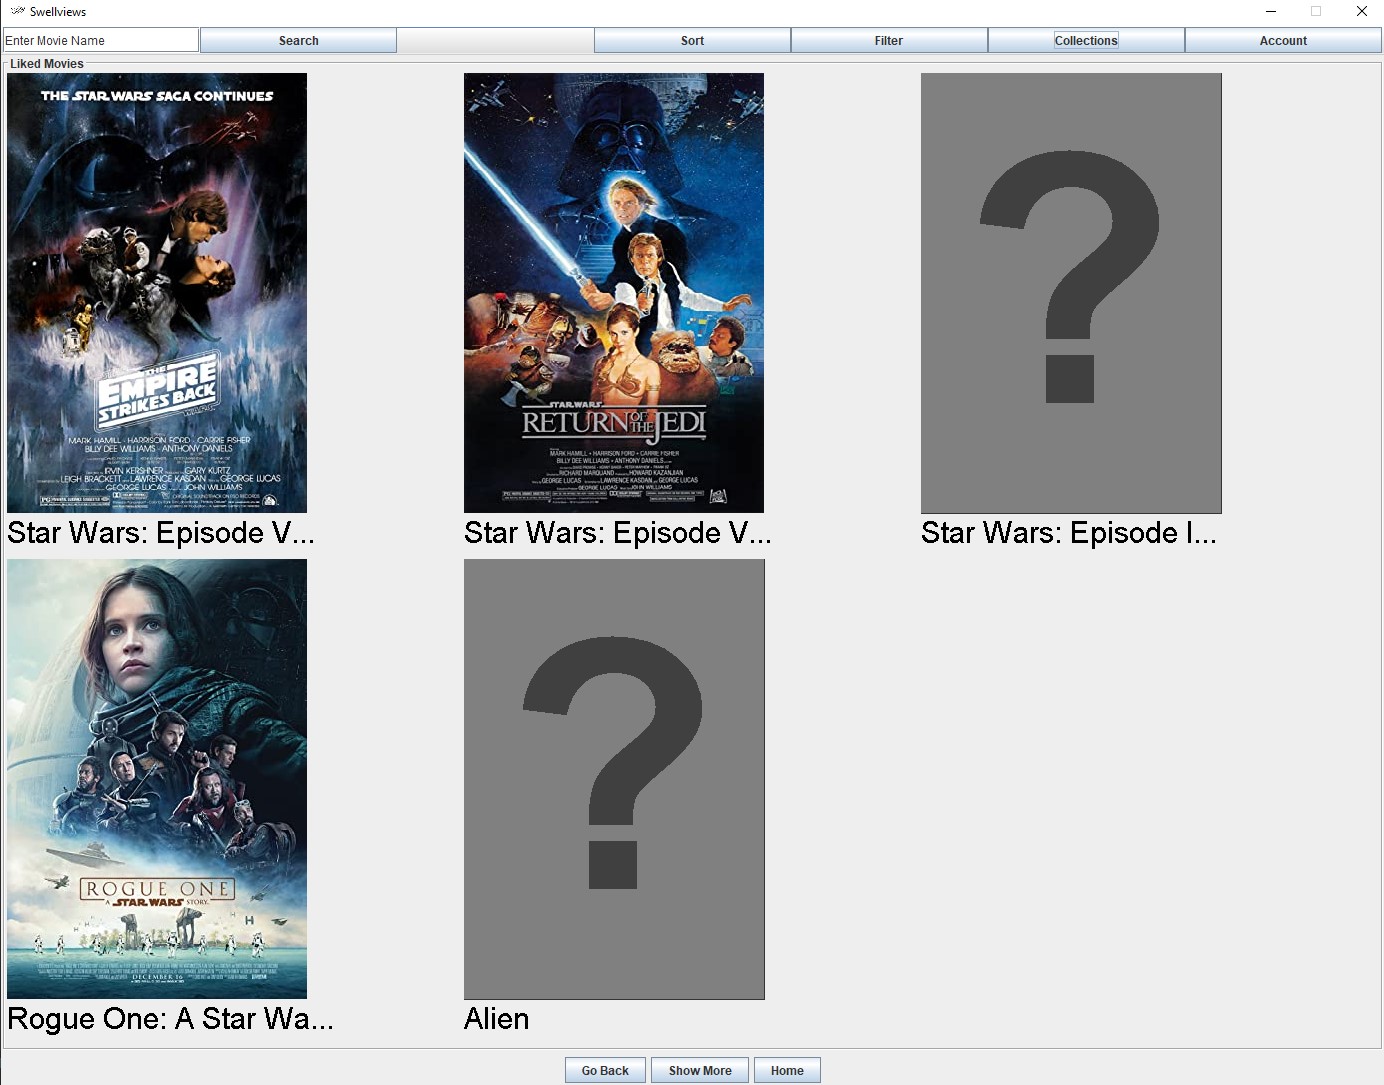 Swellviews
Enter Movie Name
Search
Sort
Filter
Collections
Account
Liked Movies
THE STAR WARS SAGA CONTINUES
THE
EMPIRE
STRIKES BACK
MARK HAMILL · HARRISON FORD · CARRIE FISHER
BILLY DEE WILLIAMS · ANTHONY DANIELS
IRVIN KERSHNER GARY KURTZ
LEIGH BRACKETT LAWRENCE KASDAN GEORGE LUCAS
GEORGE LUCAS JOHN WILLIAMS
PG
Star Wars: Episode V...
STAR WARS
RETURN OF THE JEDI
MARK HAMILL · HARRISON FORD · CARRIE FISHER
BILLY DEE WILLIAMS · ANTHONY DANIELS
RICHARD MARQUAND HOWARD KAZANJIAN
GEORGE LUCAS LAWRENCE KASDAN GEORGE LUCAS
GEORGE LUCAS JOHN WILLIAMS
Star Wars: Episode V...
?
Star Wars: Episode I...
ROGUE ONE
A STAR WARS STORY
DECEMBER 16
Rogue One: A Star Wa...
?
Alien
Go Back
Show More
Home